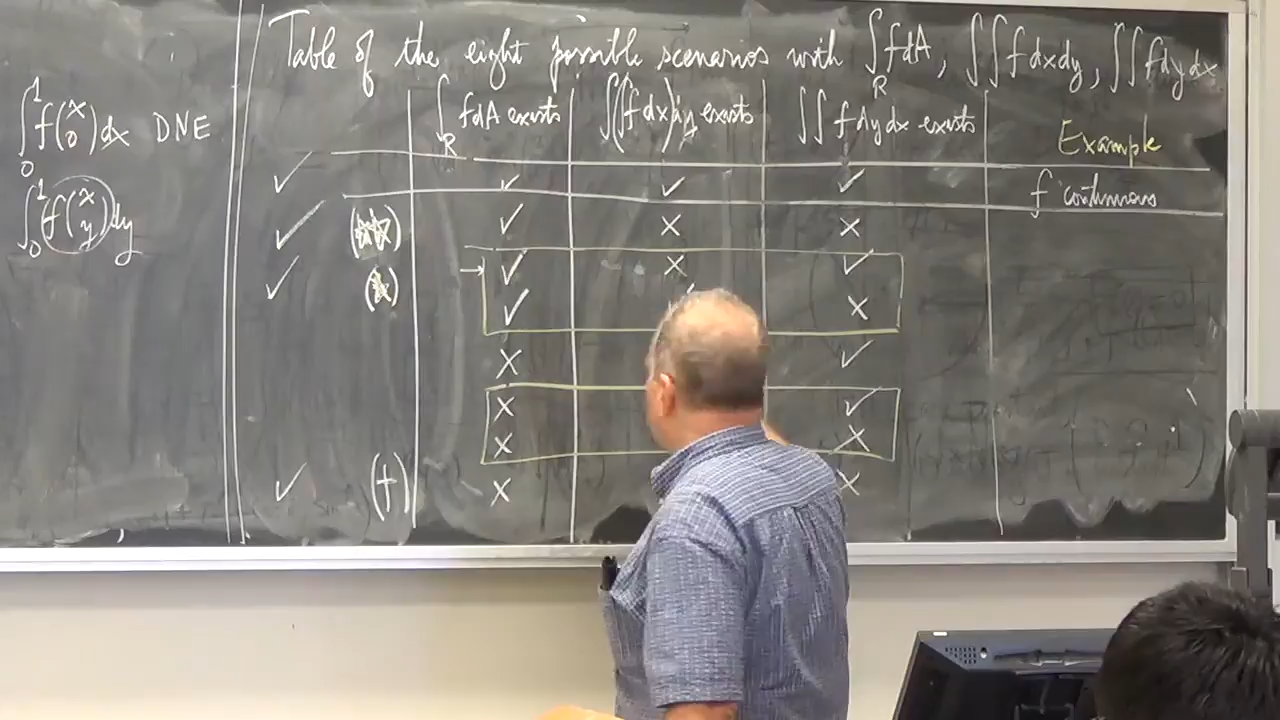 Table of the eight possible scenarios with ∫_R f dA, ∫∫ f dx dy, ∫∫ f dy dx
∫_0^1 f(x 0) dx DNE
∫_0^1 f(x y) dy
∫_R f dA exists | ∫(∫ f dx) dy exists | ∫∫ f dy dx exists | Example
✓ | ✓ | ✓ | ✓ | f continuous
✓ (☆☆) | ✓ | × | ×
✓ (☆) → | ✓ | × | ✓
✓ | ×
× | ✓
× | ✓
× | ×
✓ (†) | × | ×